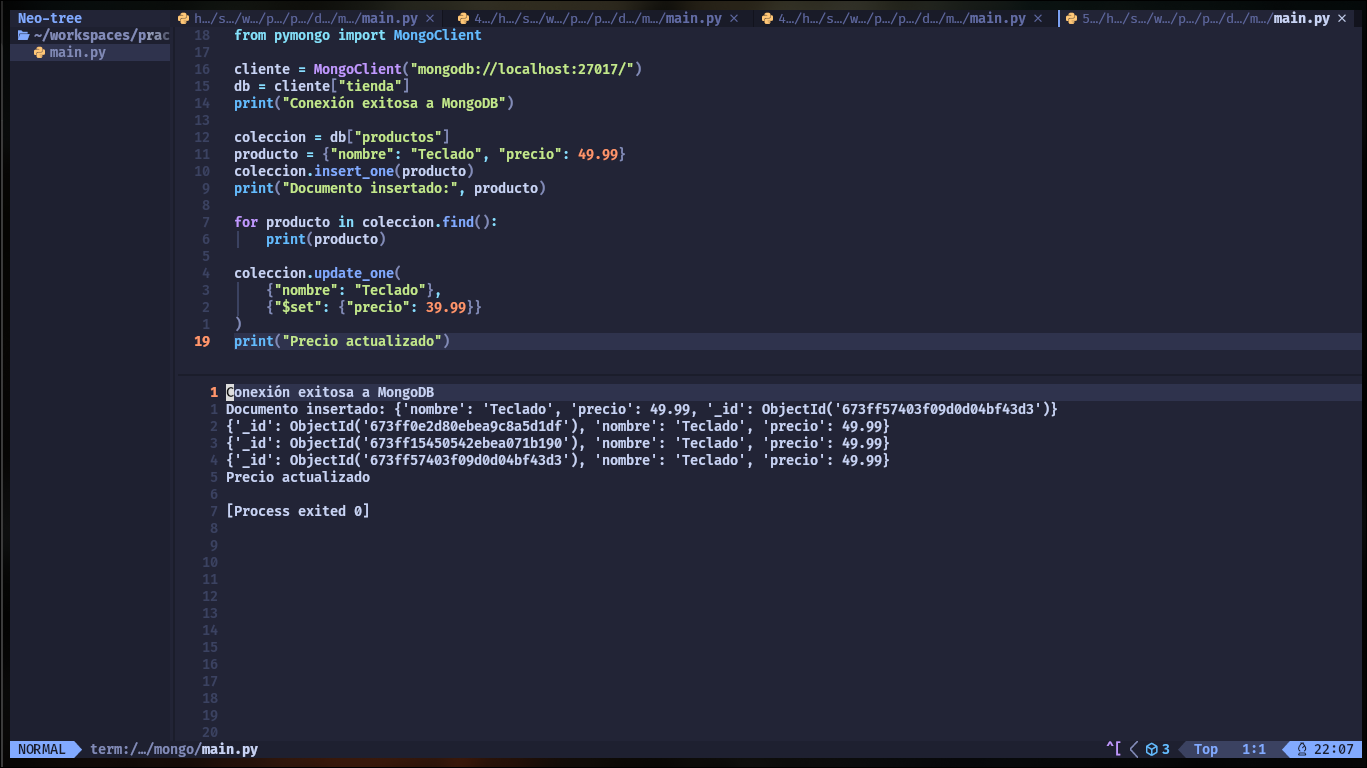 Neo-tree h…/s…/w…/p…/p…/d…/m…/main.py × 4…/h…/s…/w…/p…/p…/d…/m…/main.py × 4…/h…/s…/w…/p…/p…/d…/m…/main.py × 5…/h…/s…/w…/p…/p…/d…/m…/main.py ×
~/workspaces/prac
main.py
18 from pymongo import MongoClient
17
16 cliente = MongoClient("mongodb://localhost:27017/")
15 db = cliente["tienda"]
14 print("Conexión exitosa a MongoDB")
13
12 coleccion = db["productos"]
11 producto = {"nombre": "Teclado", "precio": 49.99}
10 coleccion.insert_one(producto)
9 print("Documento insertado:", producto)
8
7 for producto in coleccion.find():
6     print(producto)
5
4 coleccion.update_one(
3     {"nombre": "Teclado"},
2     {"$set": {"precio": 39.99}}
1 )
19 print("Precio actualizado")
1 Conexión exitosa a MongoDB
1 Documento insertado: {'nombre': 'Teclado', 'precio': 49.99, '_id': ObjectId('673ff57403f09d0d04bf43d3')}
2 {'_id': ObjectId('673ff0e2d80ebea9c8a5d1df'), 'nombre': 'Teclado', 'precio': 49.99}
3 {'_id': ObjectId('673ff15450542ebea071b190'), 'nombre': 'Teclado', 'precio': 49.99}
4 {'_id': ObjectId('673ff57403f09d0d04bf43d3'), 'nombre': 'Teclado', 'precio': 49.99}
5 Precio actualizado
6
7 [Process exited 0]
8
9
10
11
12
13
14
15
16
17
18
19
20
NORMAL term:/…/mongo/main.py ^[ 3 Top 1:1 22:07